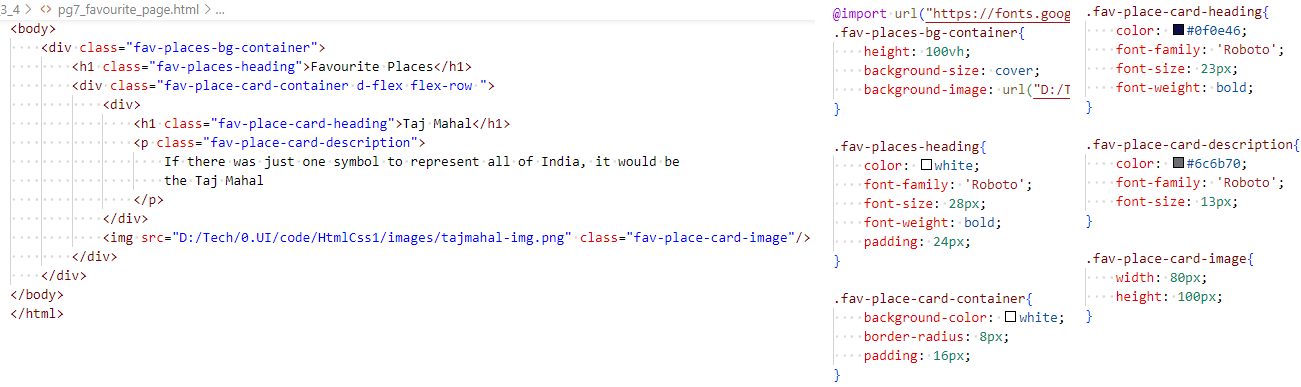 3_4 > <> pg7_favourite_page.html > ...
<body>
<div class="fav-places-bg-container">
<h1 class="fav-places-heading">Favourite Places</h1>
<div class="fav-place-card-container d-flex flex-row ">
<div>
<h1 class="fav-place-card-heading">Taj Mahal</h1>
<p class="fav-place-card-description">
If there was just one symbol to represent all of India, it would be
the Taj Mahal
</p>
</div>
<img src="D:/Tech/0.UI/code/HtmlCss1/images/tajmahal-img.png" class="fav-place-card-image"/>
</div>
</div>
</body>
</html>
@import url("https://fonts.goog
.fav-places-bg-container{
height: 100vh;
background-size: cover;
background-image: url("D:/T
}
.fav-places-heading{
color: white;
font-family: 'Roboto';
font-size: 28px;
font-weight: bold;
padding: 24px;
}
.fav-place-card-container{
background-color: white;
border-radius: 8px;
padding: 16px;
}
.fav-place-card-heading{
color: #0f0e46;
font-family: 'Roboto';
font-size: 23px;
font-weight: bold;
}
.fav-place-card-description{
color: #6c6b70;
font-family: 'Roboto';
font-size: 13px;
}
.fav-place-card-image{
width: 80px;
height: 100px;
}